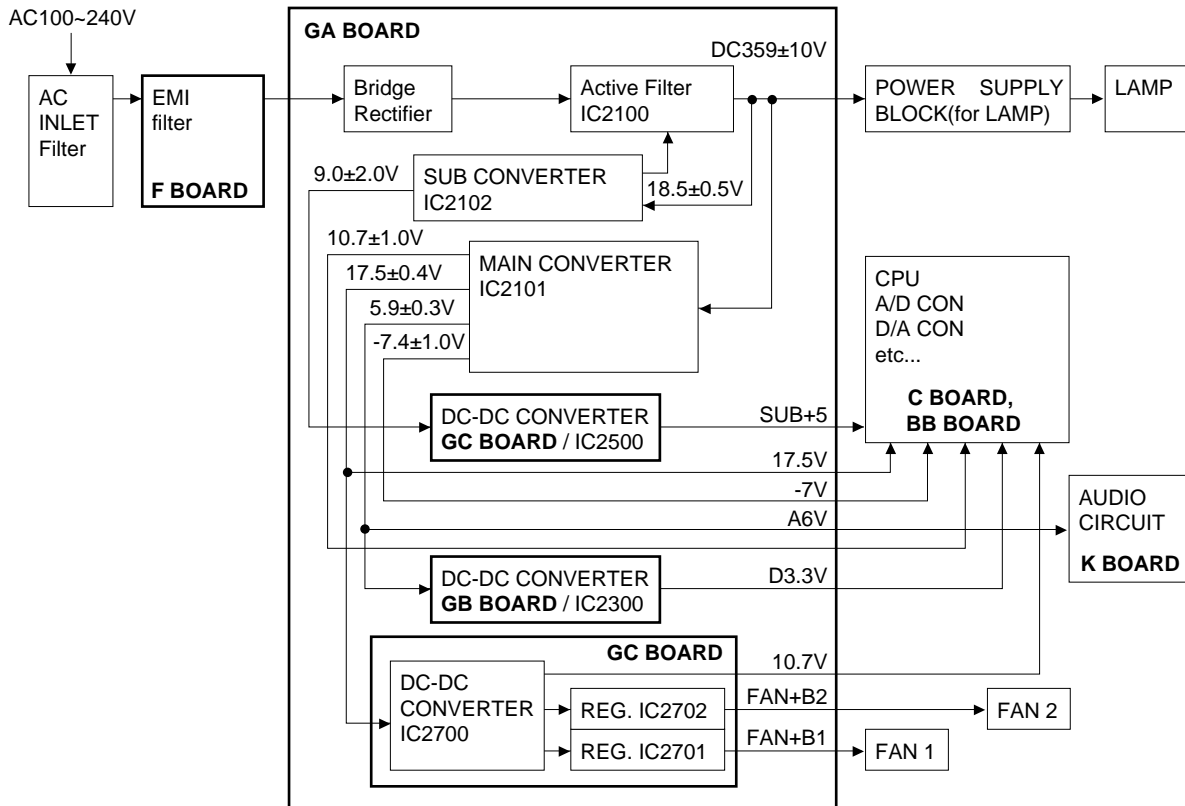 AC100~240V
GA BOARD
DC359±10V
AC
INLET
Filter
EMI
filter
F BOARD
Bridge
Rectifier
Active Filter
IC2100
POWER SUPPLY
BLOCK(for LAMP)
LAMP
9.0±2.0V
SUB CONVERTER
IC2102
18.5±0.5V
10.7±1.0V
17.5±0.4V
5.9±0.3V
-7.4±1.0V
MAIN CONVERTER
IC2101
CPU
A/D CON
D/A CON
etc...
C BOARD,
BB BOARD
DC-DC CONVERTER
GC BOARD / IC2500
SUB+5
17.5V
-7V
A6V
AUDIO
CIRCUIT
K BOARD
DC-DC CONVERTER
GB BOARD / IC2300
D3.3V
GC BOARD
10.7V
DC-DC
CONVERTER
IC2700
REG. IC2702
FAN+B2
FAN 2
REG. IC2701
FAN+B1
FAN 1